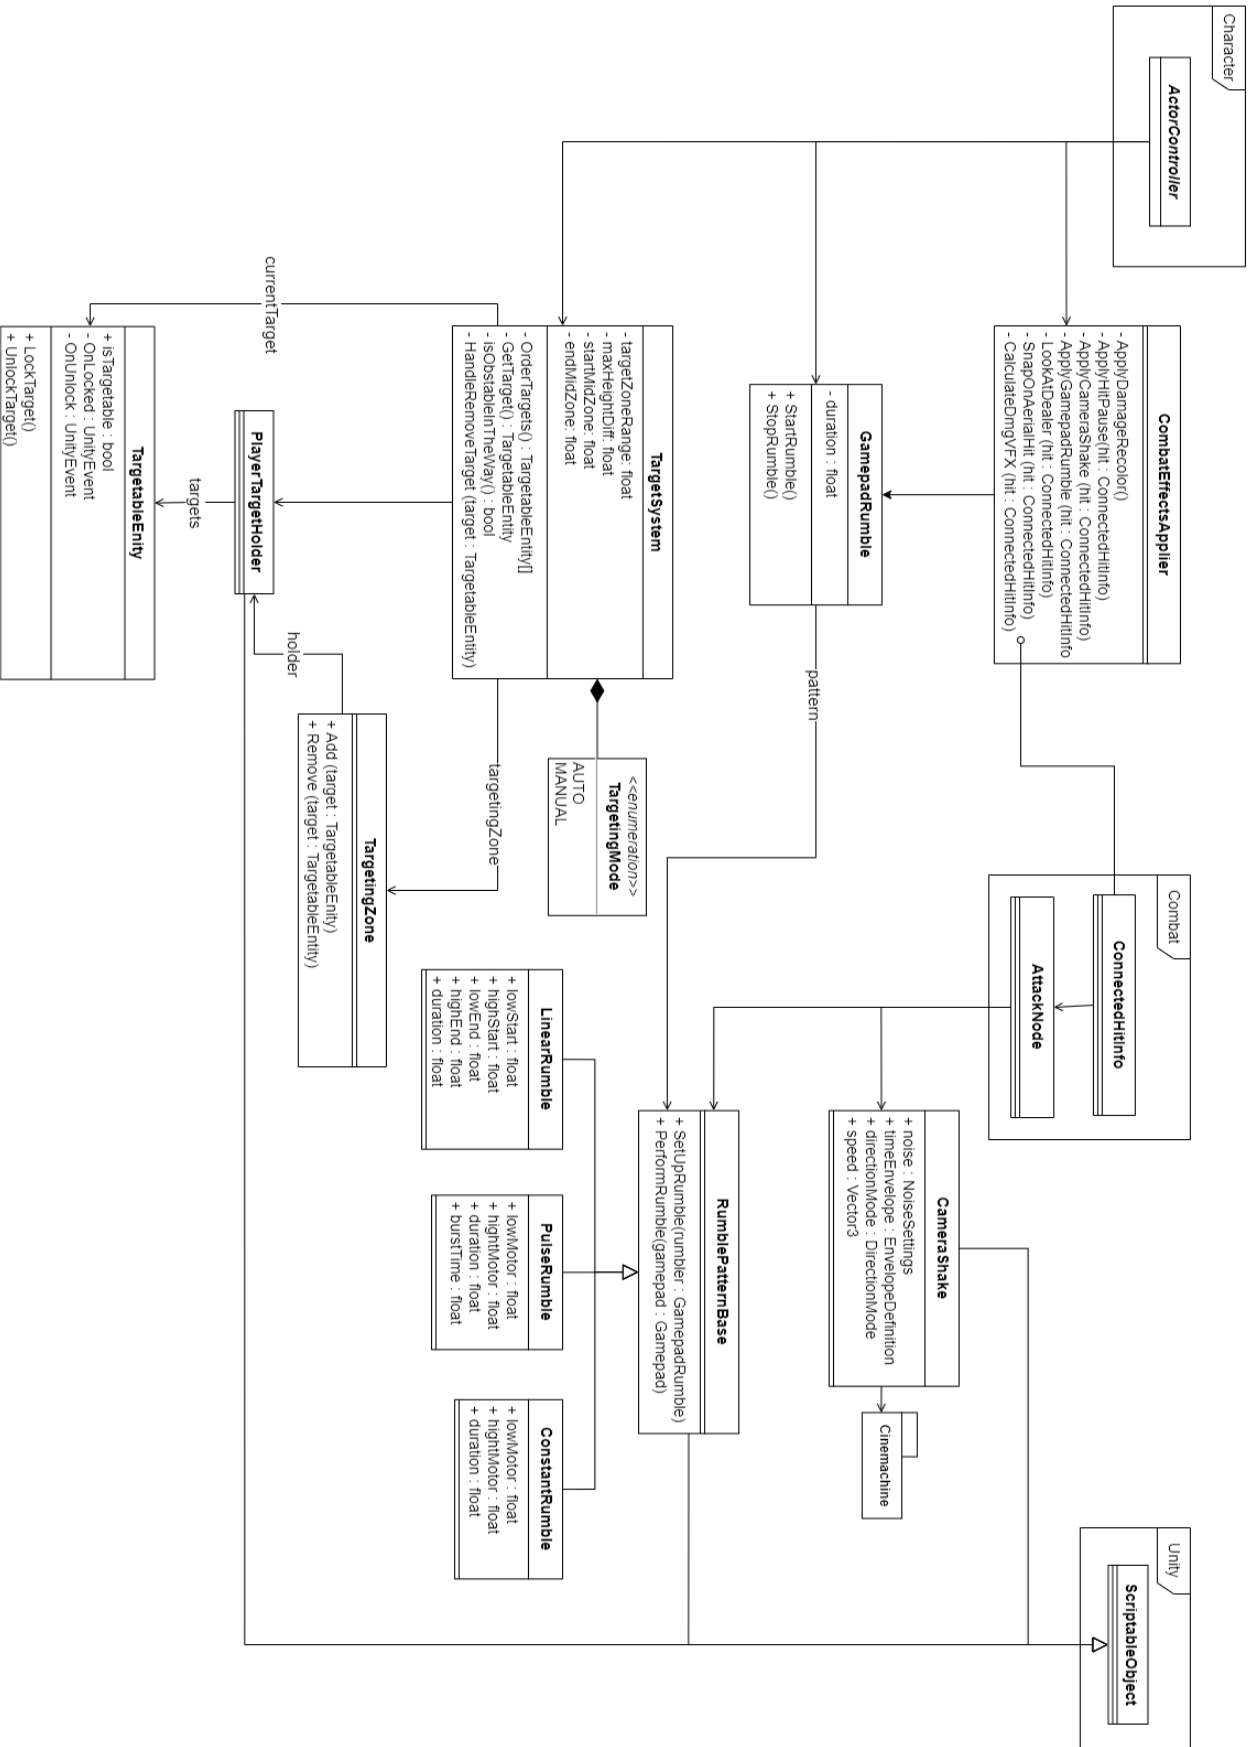 Character
ActorController
CombatEffectsApplier
- ApplyDamageRecolor()
- ApplyHitPause(hit : ConnectedHitInfo)
- ApplyCameraShake (hit : ConnectedHitInfo)
- ApplyGamepadRumble (hit : ConnectedHitInfo
- LookAtDealer (hit : ConnectedHitInfo)
- SnapOnAerialHit (hit : ConnectedHitInfo)
- CalculateDmgVFX (hit : ConnectedHitInfo)
Combat
ConnectedHitInfo
AttackNode
Unity
ScriptableObject
GamepadRumble
- duration : float
+ StartRumble()
+ StopRumble()
pattern
CameraShake
+ noise : NoiseSettings
+ timeEnvelope : EnvelopeDefinition
+ directionMode : DirectionMode
+ speed : Vector3
Cinemachine
TargetSystem
- targetZoneRange: float
- maxHeightDiff: float
- startMidZone: float
- endMidZone: float
- OrderTargets() : TargetableEntity[]
- GetTarget() : TargetableEntity
- isObstableInTheWay() : bool
- HandleRemoveTarget (target : TargetableEntity)
<<enumeration>>
TargetingMode
AUTO
MANUAL
RumblePatternBase
+ SetUpRumble(rumbler : GamepadRumble)
+ PerformRumble(gamepad : Gamepad)
targetingZone
LinearRumble
+ lowStart : float
+ highStart : float
+ lowEnd : float
+ highEnd : float
+ duration : float
PulseRumble
+ lowMotor : float
+ hightMotor : float
+ duration : float
+ burstTime : float
ConstantRumble
+ lowMotor : float
+ hightMotor : float
+ duration : float
currentTarget
PlayerTargetHolder
holder
TargetingZone
+ Add (target : TargetableEnity)
+ Remove (target : TargetableEntity)
targets
TargetableEnity
+ isTargetable : bool
- OnLocked : UnityEvent
- OnUnlock : UnityEvent
+ LockTarget()
+ UnlockTarget()